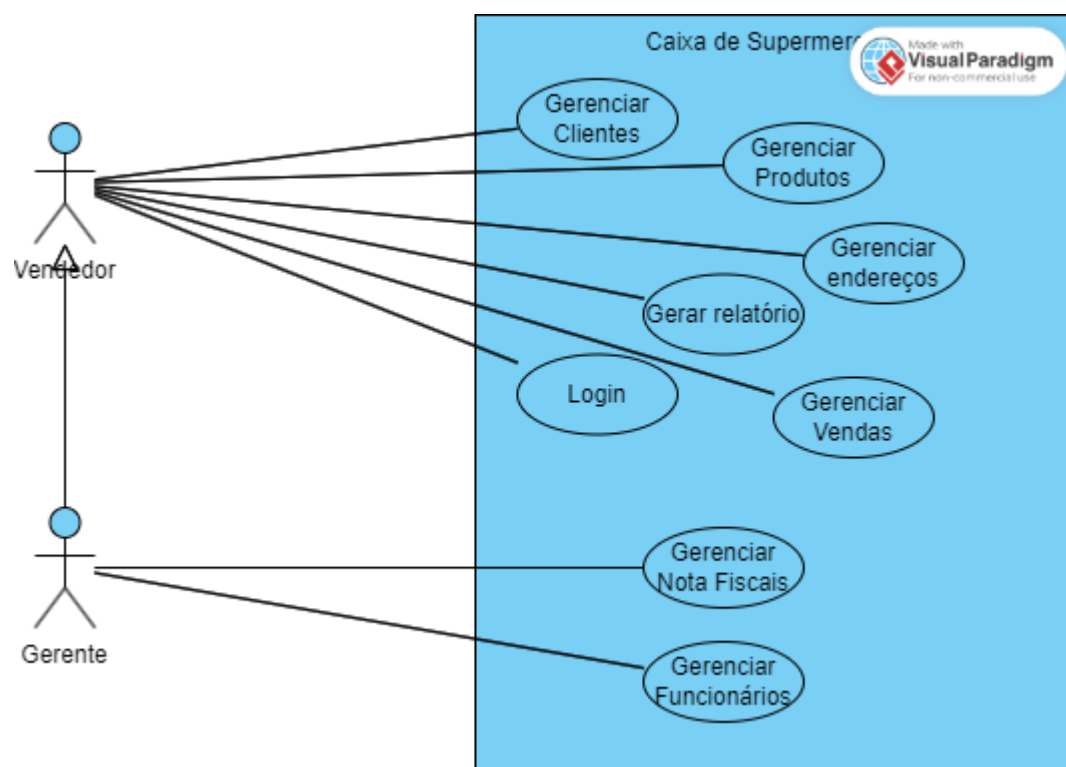 Caixa de Superme
Made with
Visual Paradigm
For non-commercial use
Gerenciar
Clientes
Gerenciar
Produtos
Vendedor
Gerenciar
endereços
Gerar relatório
Login
Gerenciar
Vendas
Gerenciar
Nota Fiscais
Gerente
Gerenciar
Funcionários